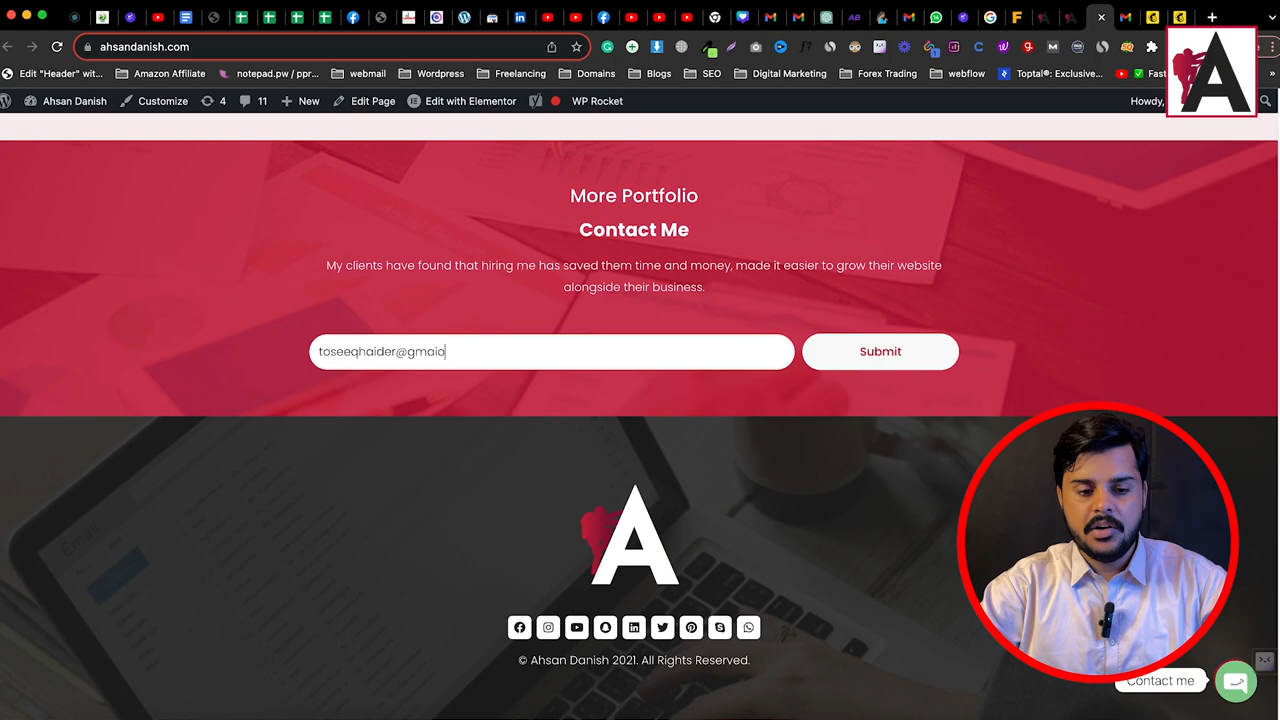 ahsandanish.com
Edit "Header" wit... Amazon Affiliate notepad.pw / ppr... webmail Wordpress Freelancing Domains Blogs SEO Digital Marketing Forex Trading webflow Toptal®: Exclusive... Fast
Ahsan Danish Customize 4 11 New Edit Page Edit with Elementor WP Rocket Howdy,
A
More Portfolio
Contact Me
My clients have found that hiring me has saved them time and money, made it easier to grow their website
alongside their business.
toseeqhaider@gmaio
Submit
A
© Ahsan Danish 2021. All Rights Reserved.
Contact me